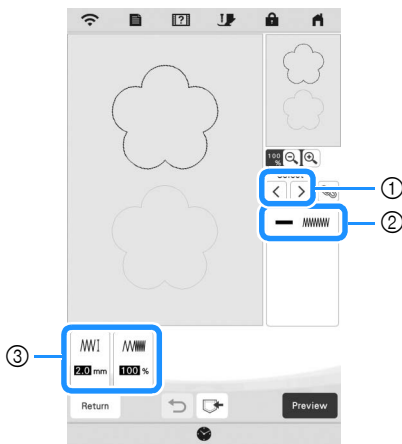 100 %
Select
①
②
③
2.0 mm 100 %
Return
Preview